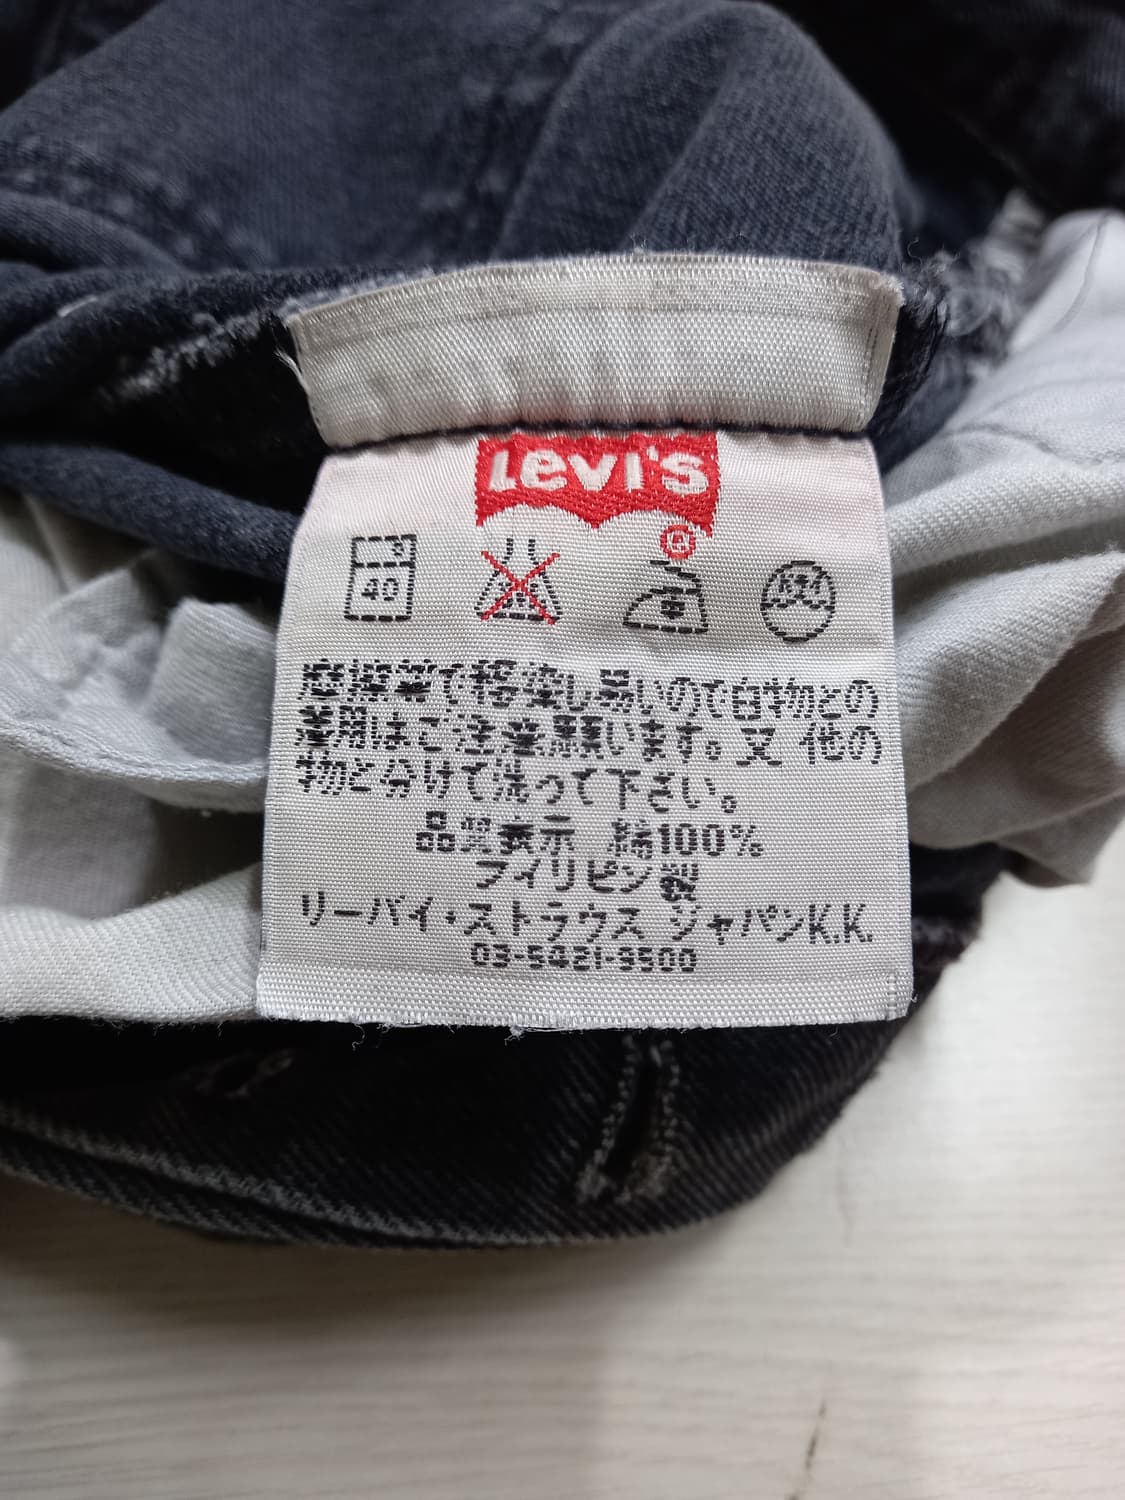 Levi's
®
40
摩擦等で移染し易いので白物との
兼用はご注意願います。又 他の
物と分けて洗って下さい。
品質表示 綿100%
フィリピン製
リーバイ・ストラウス ジャパンK.K.
03-5421-9500